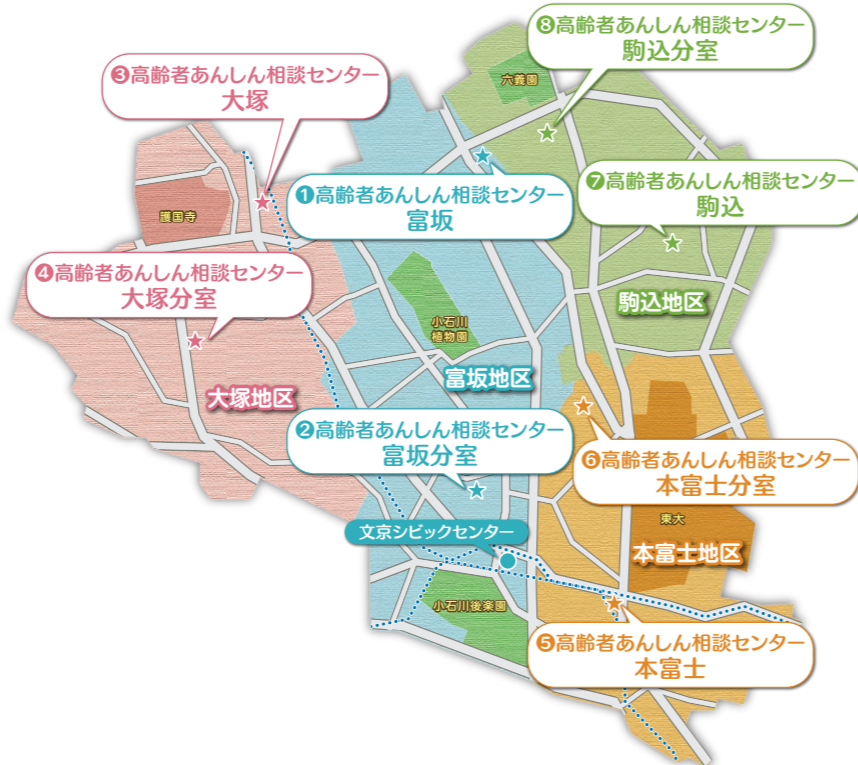 ❽高齢者あんしん相談センター
駒込分室
六義園
❸高齢者あんしん相談センター
大塚
❶高齢者あんしん相談センター
富坂
❼高齢者あんしん相談センター
駒込
護国寺
❹高齢者あんしん相談センター
大塚分室
駒込地区
小石川
植物園
富坂地区
大塚地区
❷高齢者あんしん相談センター
富坂分室
❻高齢者あんしん相談センター
本富士分室
東大
文京シビックセンター
本富士地区
小石川後楽園
❺高齢者あんしん相談センター
本富士